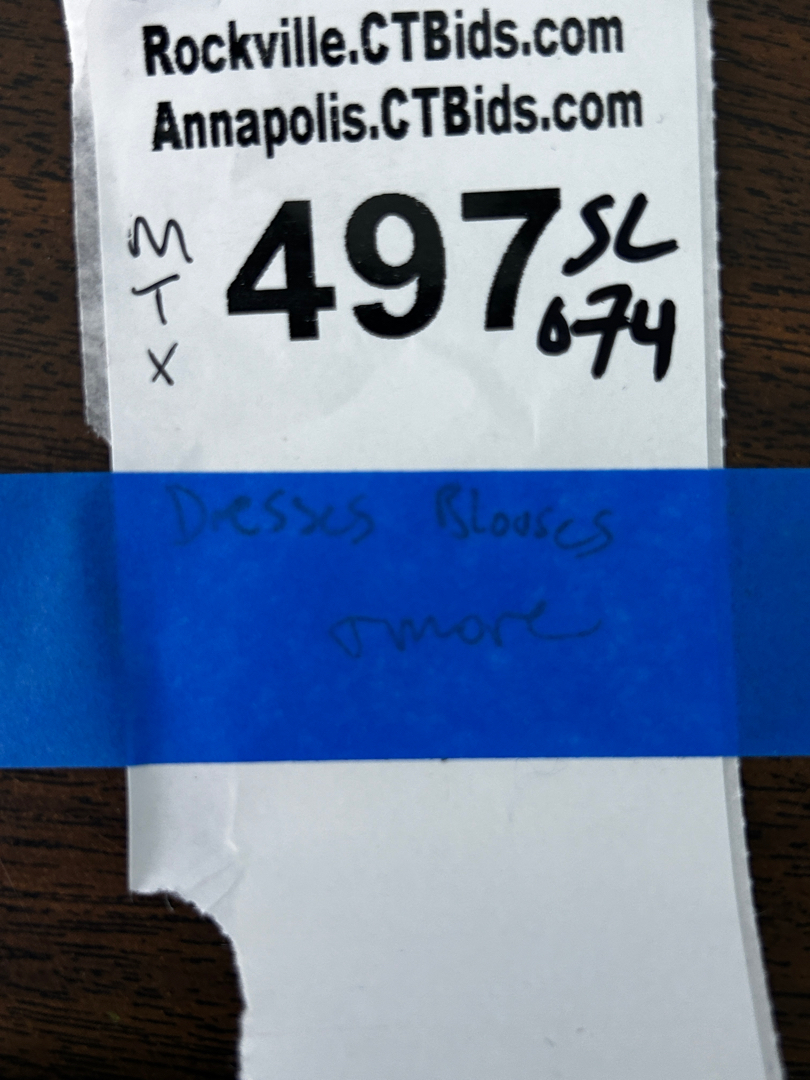 Rockville.CTBids.com
Annapolis.CTBids.com
M
T
X
497
SL
074
Dresses Blouses
+more